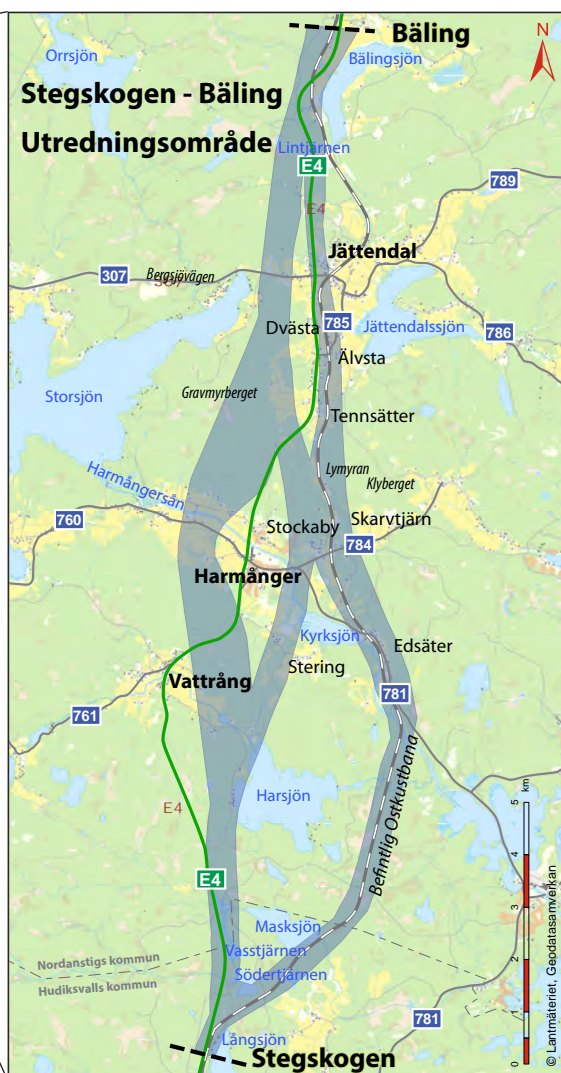 Bäling
N
Orrsjön
Bälingsjön
Stegskogen - Bäling
Utredningsområde
Lintjärnen
E4
789
E4
Jättendal
307
Bergsjövägen
Dvästa
785
Jättendalssjön
786
Älvsta
Gravmyrberget
Storsjön
Tennsätter
Harmångersån
Lymyran
Klyberget
760
Stockaby
Skarvtjärn
784
Harmånger
Kyrksjön
Edsäter
Stering
Vattrång
781
761
Befintlig Ostkustbana
Harsjön
E4
km
5
4
3
2
1
0
E4
Masksjön
Vasstjärnen
Nordanstigs kommun
Södertjärnen
Hudiksvalls kommun
781
Långsjön
Stegskogen
© Lantmäteriet, Geodatasamverkan